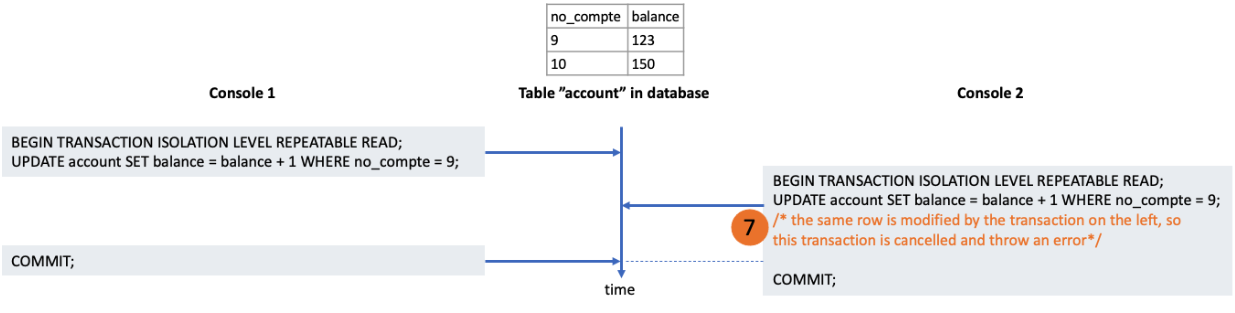 no_compte balance
9 123
10 150
Console 1
Table ”account” in database
Console 2
BEGIN TRANSACTION ISOLATION LEVEL REPEATABLE READ;
UPDATE account SET balance = balance + 1 WHERE no_compte = 9;
BEGIN TRANSACTION ISOLATION LEVEL REPEATABLE READ;
UPDATE account SET balance = balance + 1 WHERE no_compte = 9;
7
/* the same row is modified by the transaction on the left, so
this transaction is cancelled and throw an error*/
COMMIT;
COMMIT;
time